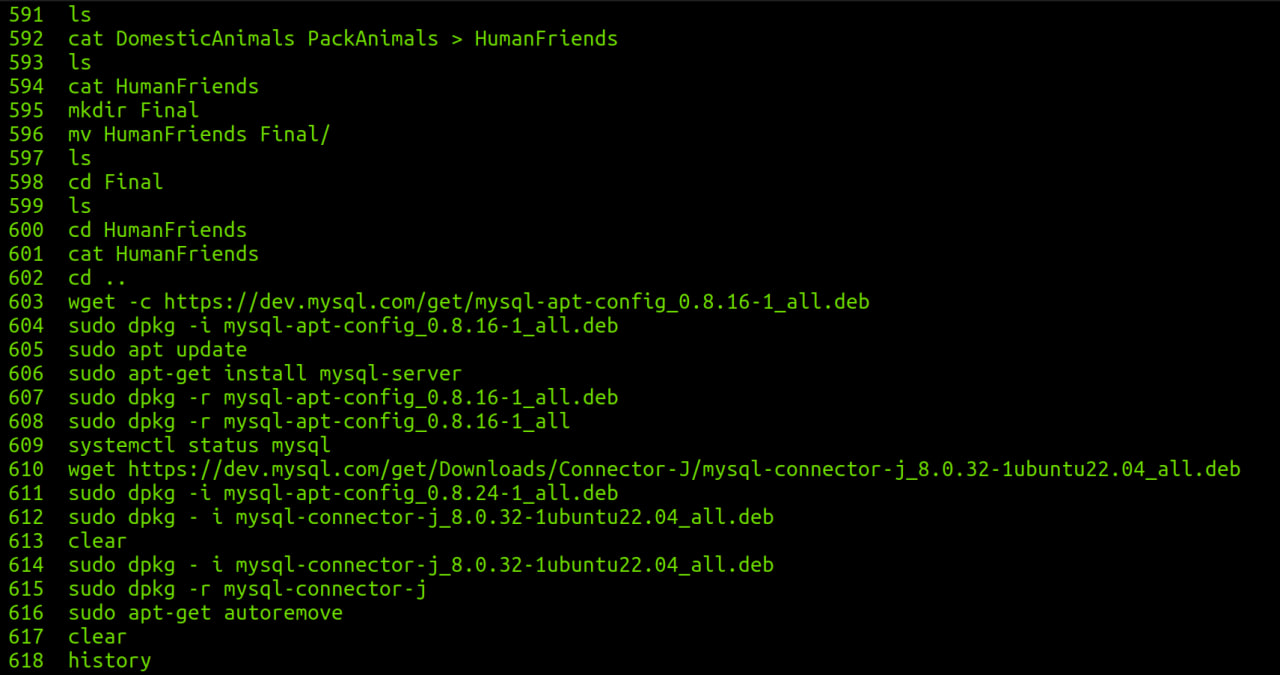 591 ls
592 cat DomesticAnimals PackAnimals > HumanFriends
593 ls
594 cat HumanFriends
595 mkdir Final
596 mv HumanFriends Final/
597 ls
598 cd Final
599 ls
600 cd HumanFriends
601 cat HumanFriends
602 cd ..
603 wget -c https://dev.mysql.com/get/mysql-apt-config_0.8.16-1_all.deb
604 sudo dpkg -i mysql-apt-config_0.8.16-1_all.deb
605 sudo apt update
606 sudo apt-get install mysql-server
607 sudo dpkg -r mysql-apt-config_0.8.16-1_all.deb
608 sudo dpkg -r mysql-apt-config_0.8.16-1_all
609 systemctl status mysql
610 wget https://dev.mysql.com/get/Downloads/Connector-J/mysql-connector-j_8.0.32-1ubuntu22.04_all.deb
611 sudo dpkg -i mysql-apt-config_0.8.24-1_all.deb
612 sudo dpkg - i mysql-connector-j_8.0.32-1ubuntu22.04_all.deb
613 clear
614 sudo dpkg - i mysql-connector-j_8.0.32-1ubuntu22.04_all.deb
615 sudo dpkg -r mysql-connector-j
616 sudo apt-get autoremove
617 clear
618 history